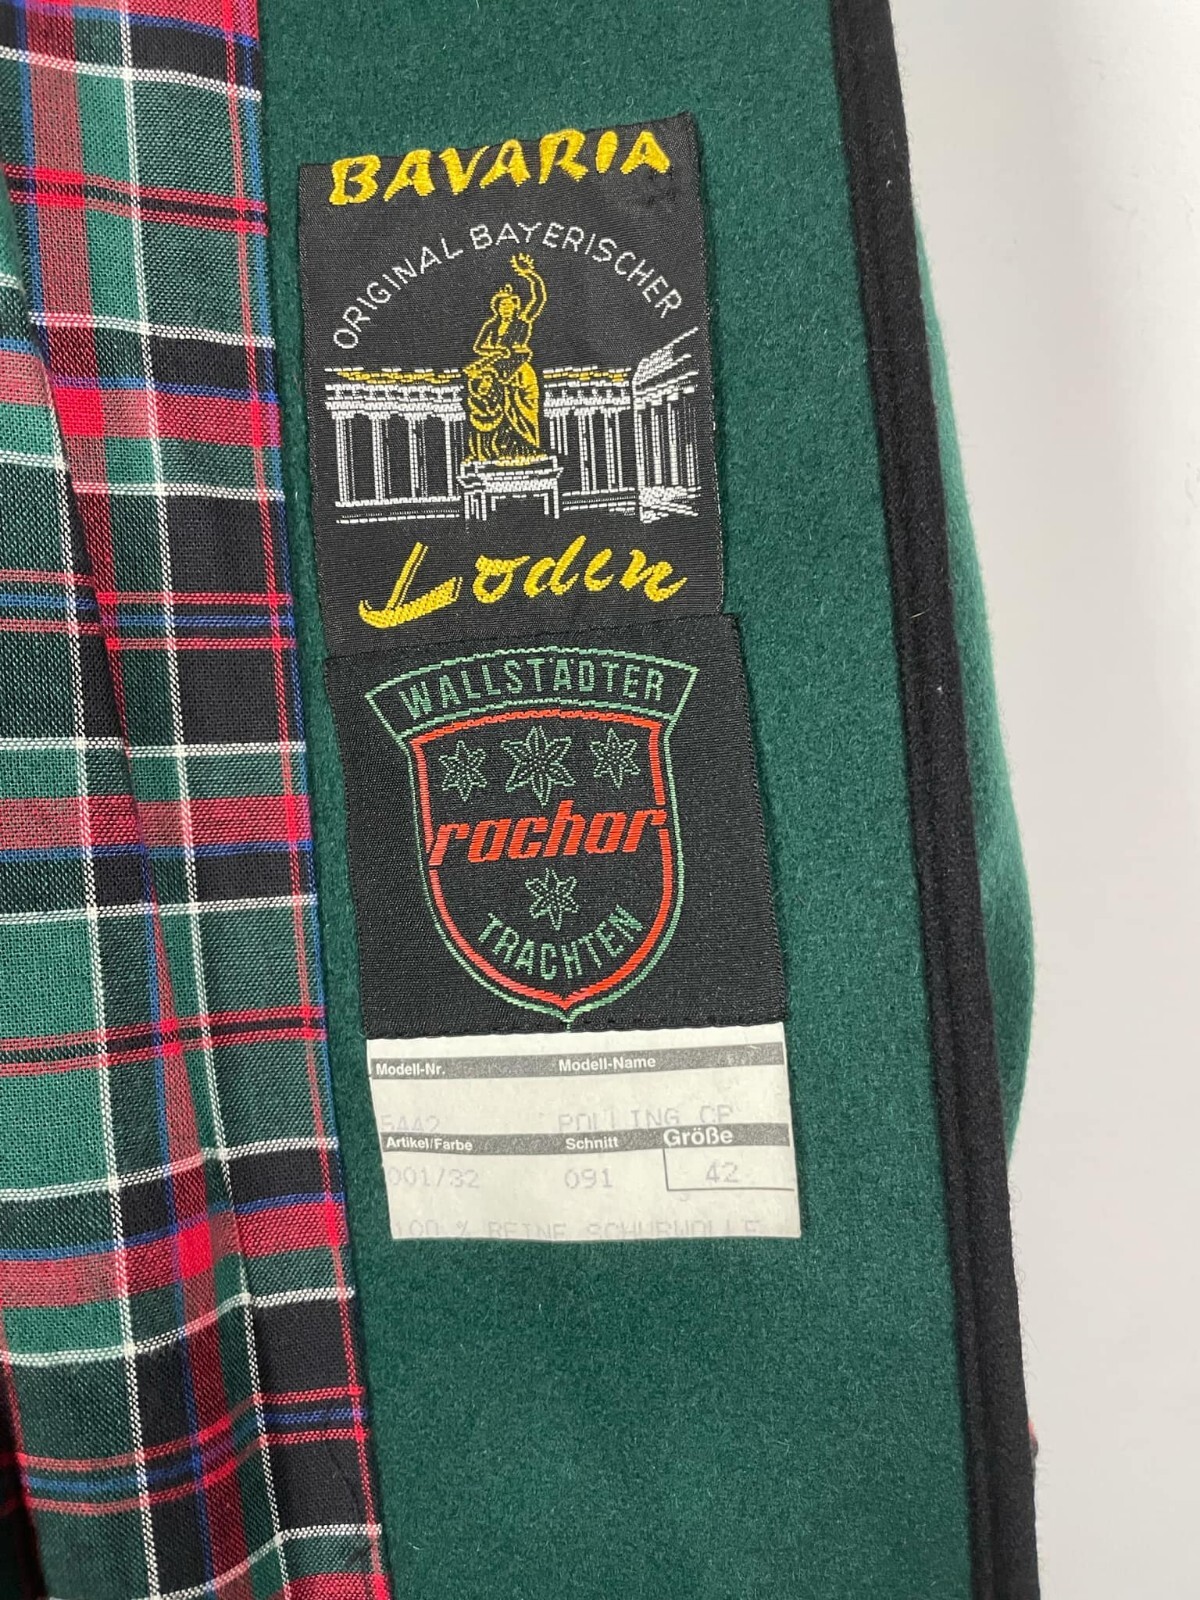 BAVARIA
ORIGINAL BAYERISCHER
Loden
WALLSTÄDTER
rachor
TRACHTEN
Modell-Nr. Modell-Name
5442 POLLING CP
Artikel/Farbe Schnitt Größe
001/32 091 42
100 % REINE SCHURWOLLE